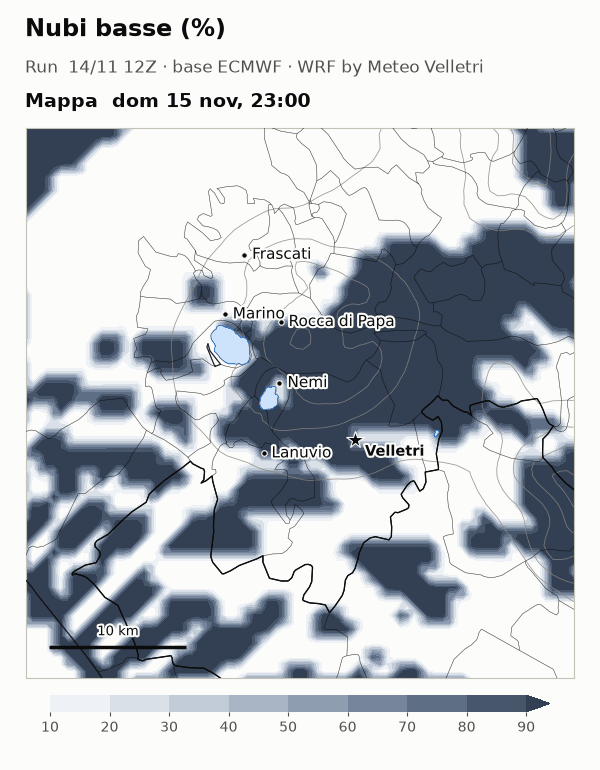 Nubi basse (%)
Run  14/11 12Z · base ECMWF · WRF by Meteo Velletri
Mappa  dom 15 nov, 23:00
Frascati
Marino
Rocca di Papa
Nemi
Velletri
Lanuvio
10 km
10 20 30 40 50 60 70 80 90